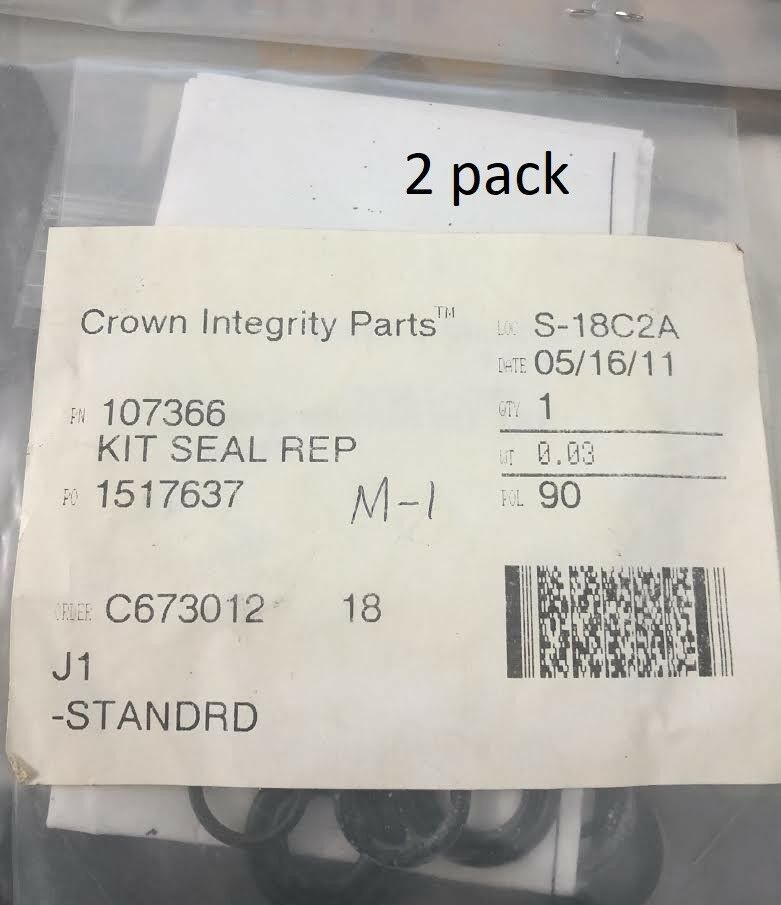 2 pack
Crown Integrity Parts™
LOC S-18C2A
DATE 05/16/11
PN 107366
QTY 1
KIT SEAL REP
WT 0.03
PO 1517637
M-1
POL 90
ORDER C673012 18
J1
-STANDRD